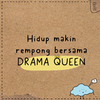 Hidup makin
rempong bersama
DRAMA QUEEN